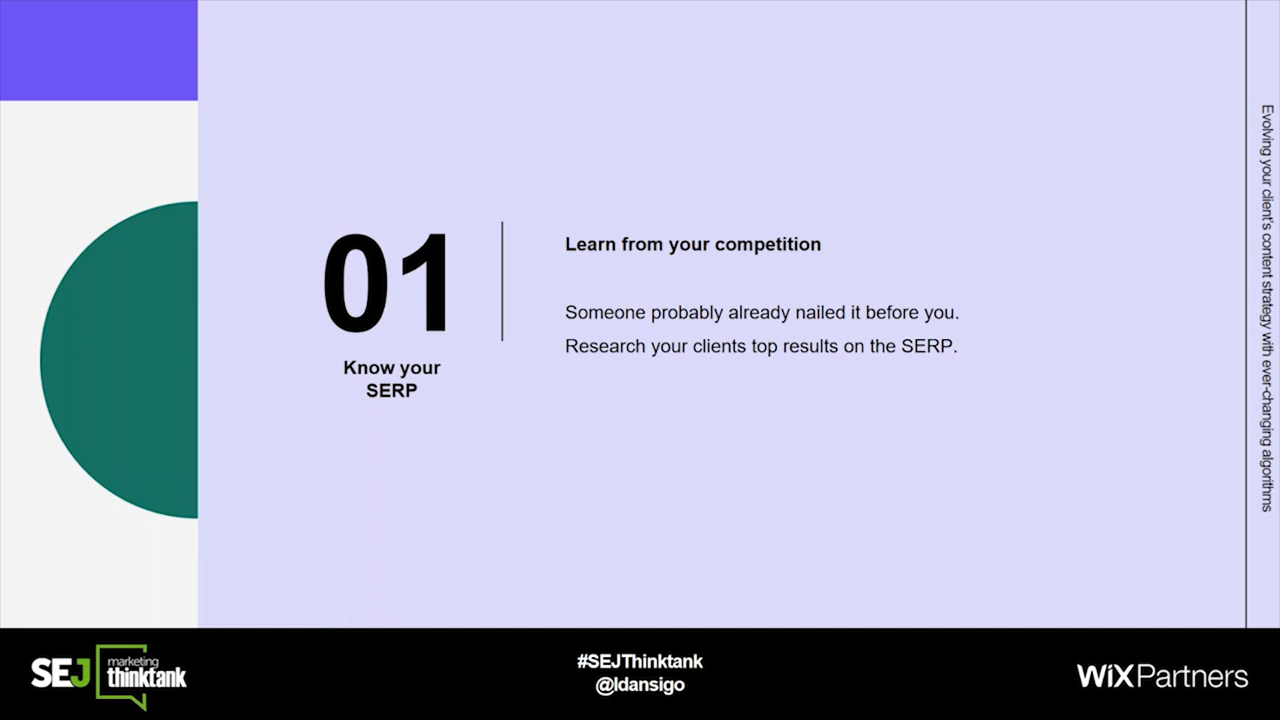 01
Know your
SERP
Learn from your competition
Someone probably already nailed it before you.
Research your clients top results on the SERP.
Evolving your client's content strategy with ever-changing algorithms
SEJ
marketing
thinktank
#SEJThinktank
@Idansigo
WiXPartners